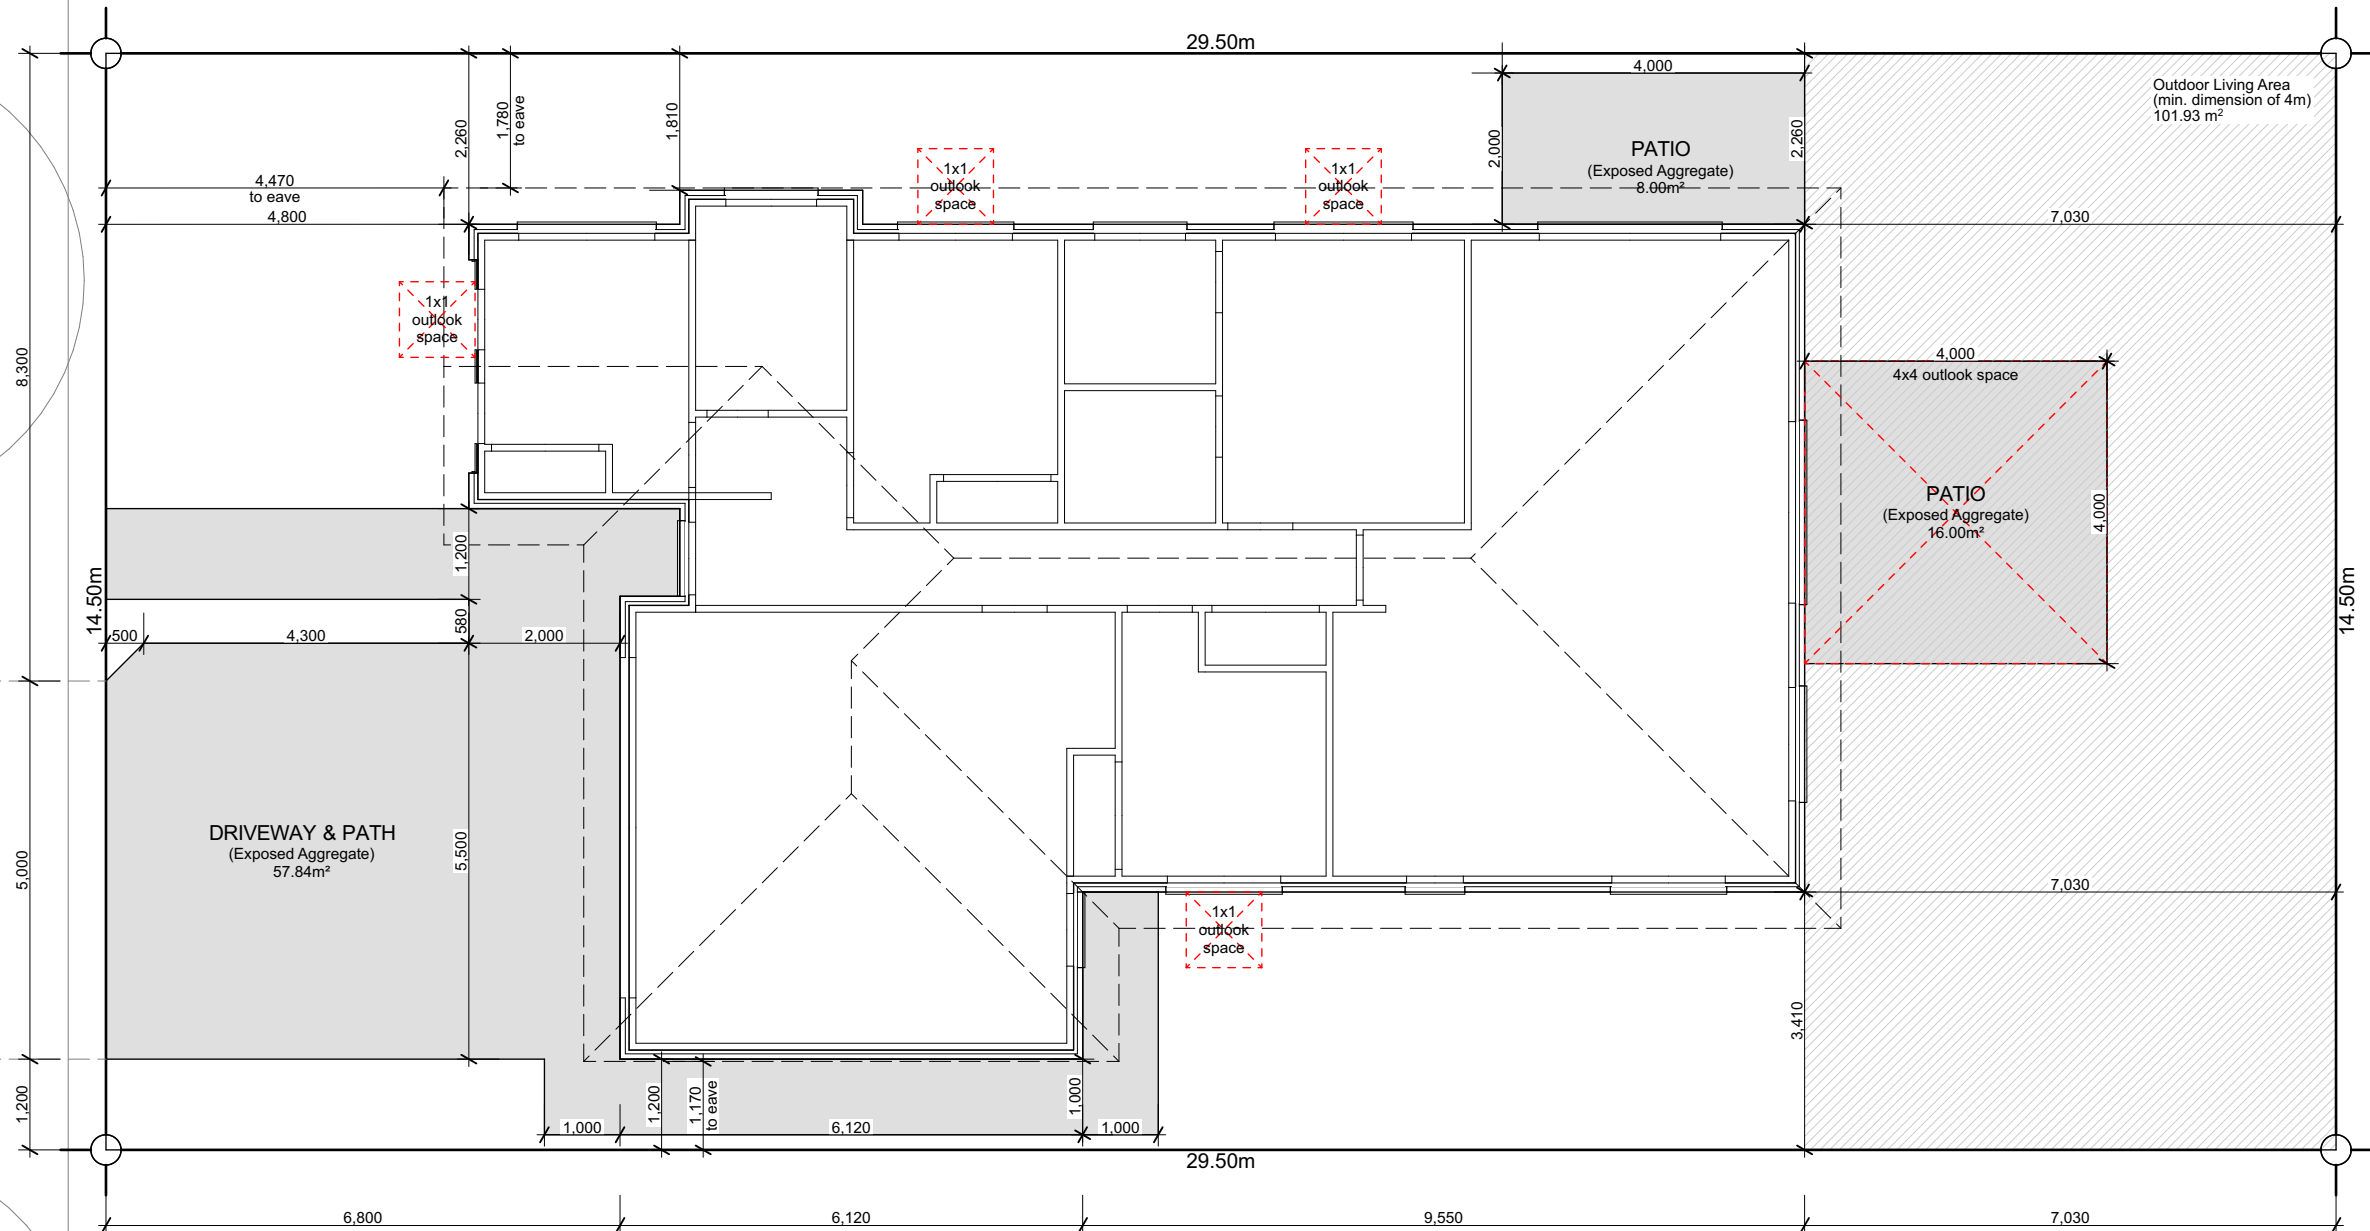 29.50m
4,000
Outdoor Living Area
(min. dimension of 4m)
101.93 m²
1,780
to eave
2,260
1,810
2,000
PATIO
(Exposed Aggregate)
8.00m²
2,260
1x1
outlook
space
1x1
outlook
space
4,470
to eave
4,800
7,030
1x1
outlook
space
8,300
4,000
4x4 outlook space
PATIO
(Exposed Aggregate)
16.00m²
4,000
1,200
14.50m
580
500
4,300
2,000
14.50m
DRIVEWAY & PATH
(Exposed Aggregate)
57.84m²
5,500
5,000
7,030
1x1
outlook
space
3,410
1,200
1,200
1,170
to eave
1,000
1,000
6,120
1,000
29.50m
6,800
6,120
9,550
7,030